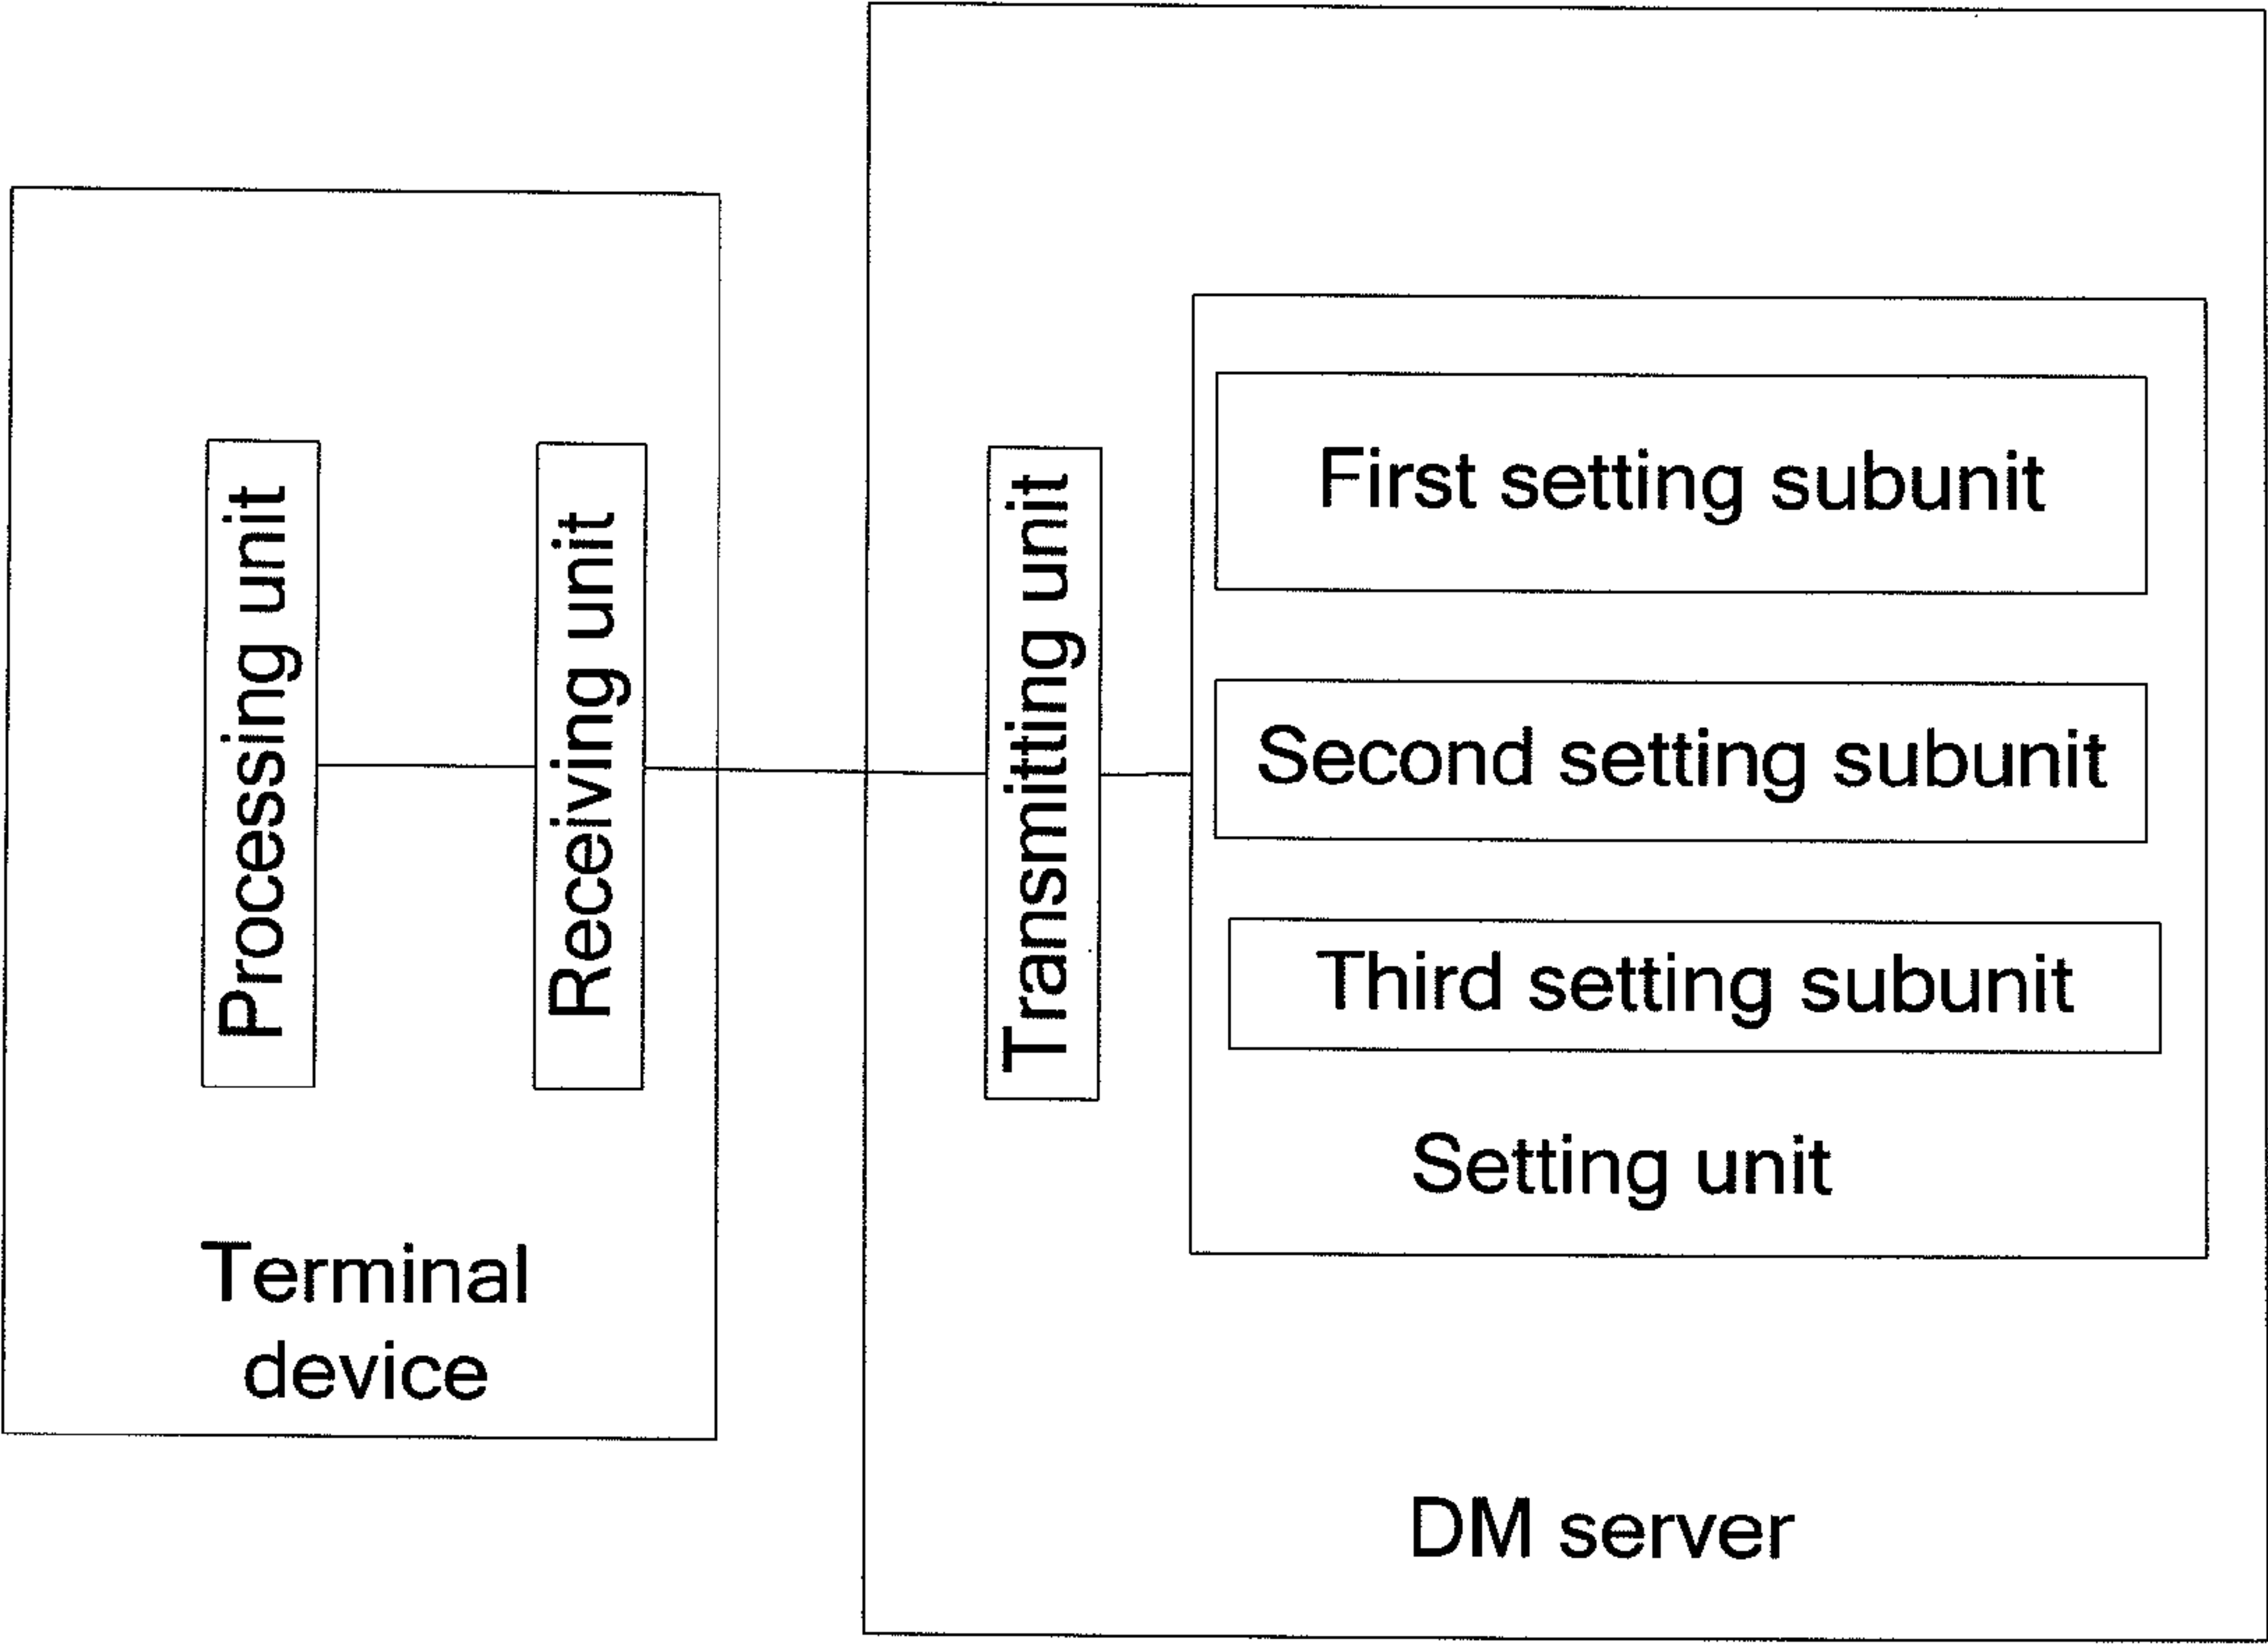 Processing unit
Receiving unit
Terminal
device
Transmitting unit
First setting subunit
Second setting subunit
Third setting subunit
Setting unit
DM server